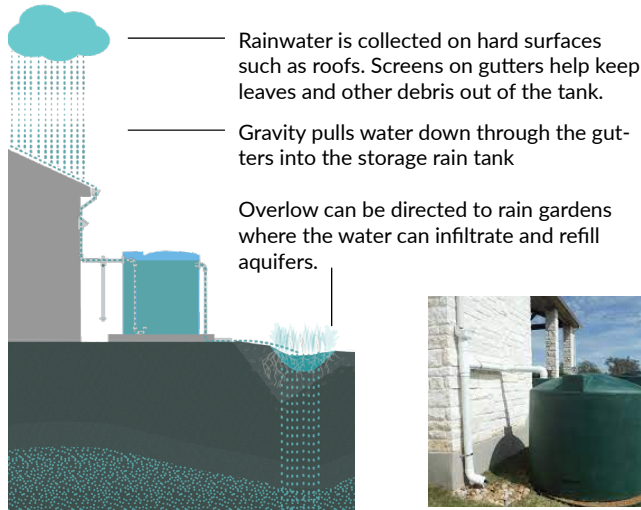 Rainwater is collected on hard surfaces
such as roofs. Screens on gutters help keep
leaves and other debris out of the tank.
Gravity pulls water down through the gut-
ters into the storage rain tank
Overlow can be directed to rain gardens
where the water can infiltrate and refill
aquifers.